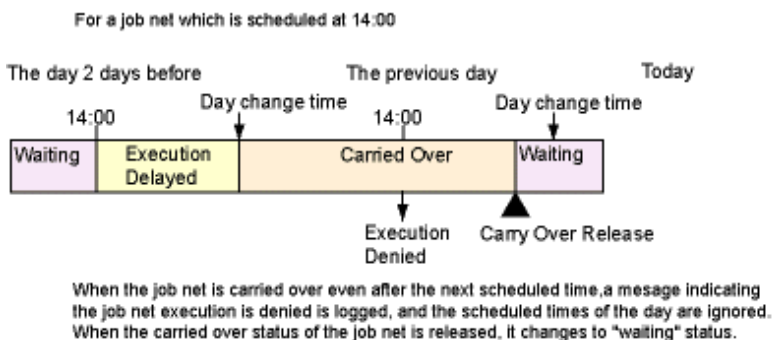 For a job net which is scheduled at 14:00
The day 2 days before The previous day Today
14:00 Day change time 14:00 Day change time
Waiting Execution Delayed Carried Over Waiting
Execution Denied Carry Over Release
When the job net is carried over even after the next scheduled time,a mesage indicating
the job net execution is denied is logged, and the scheduled times of the day are ignored.
When the carried over status of the job net is released, it changes to "waiting" status.